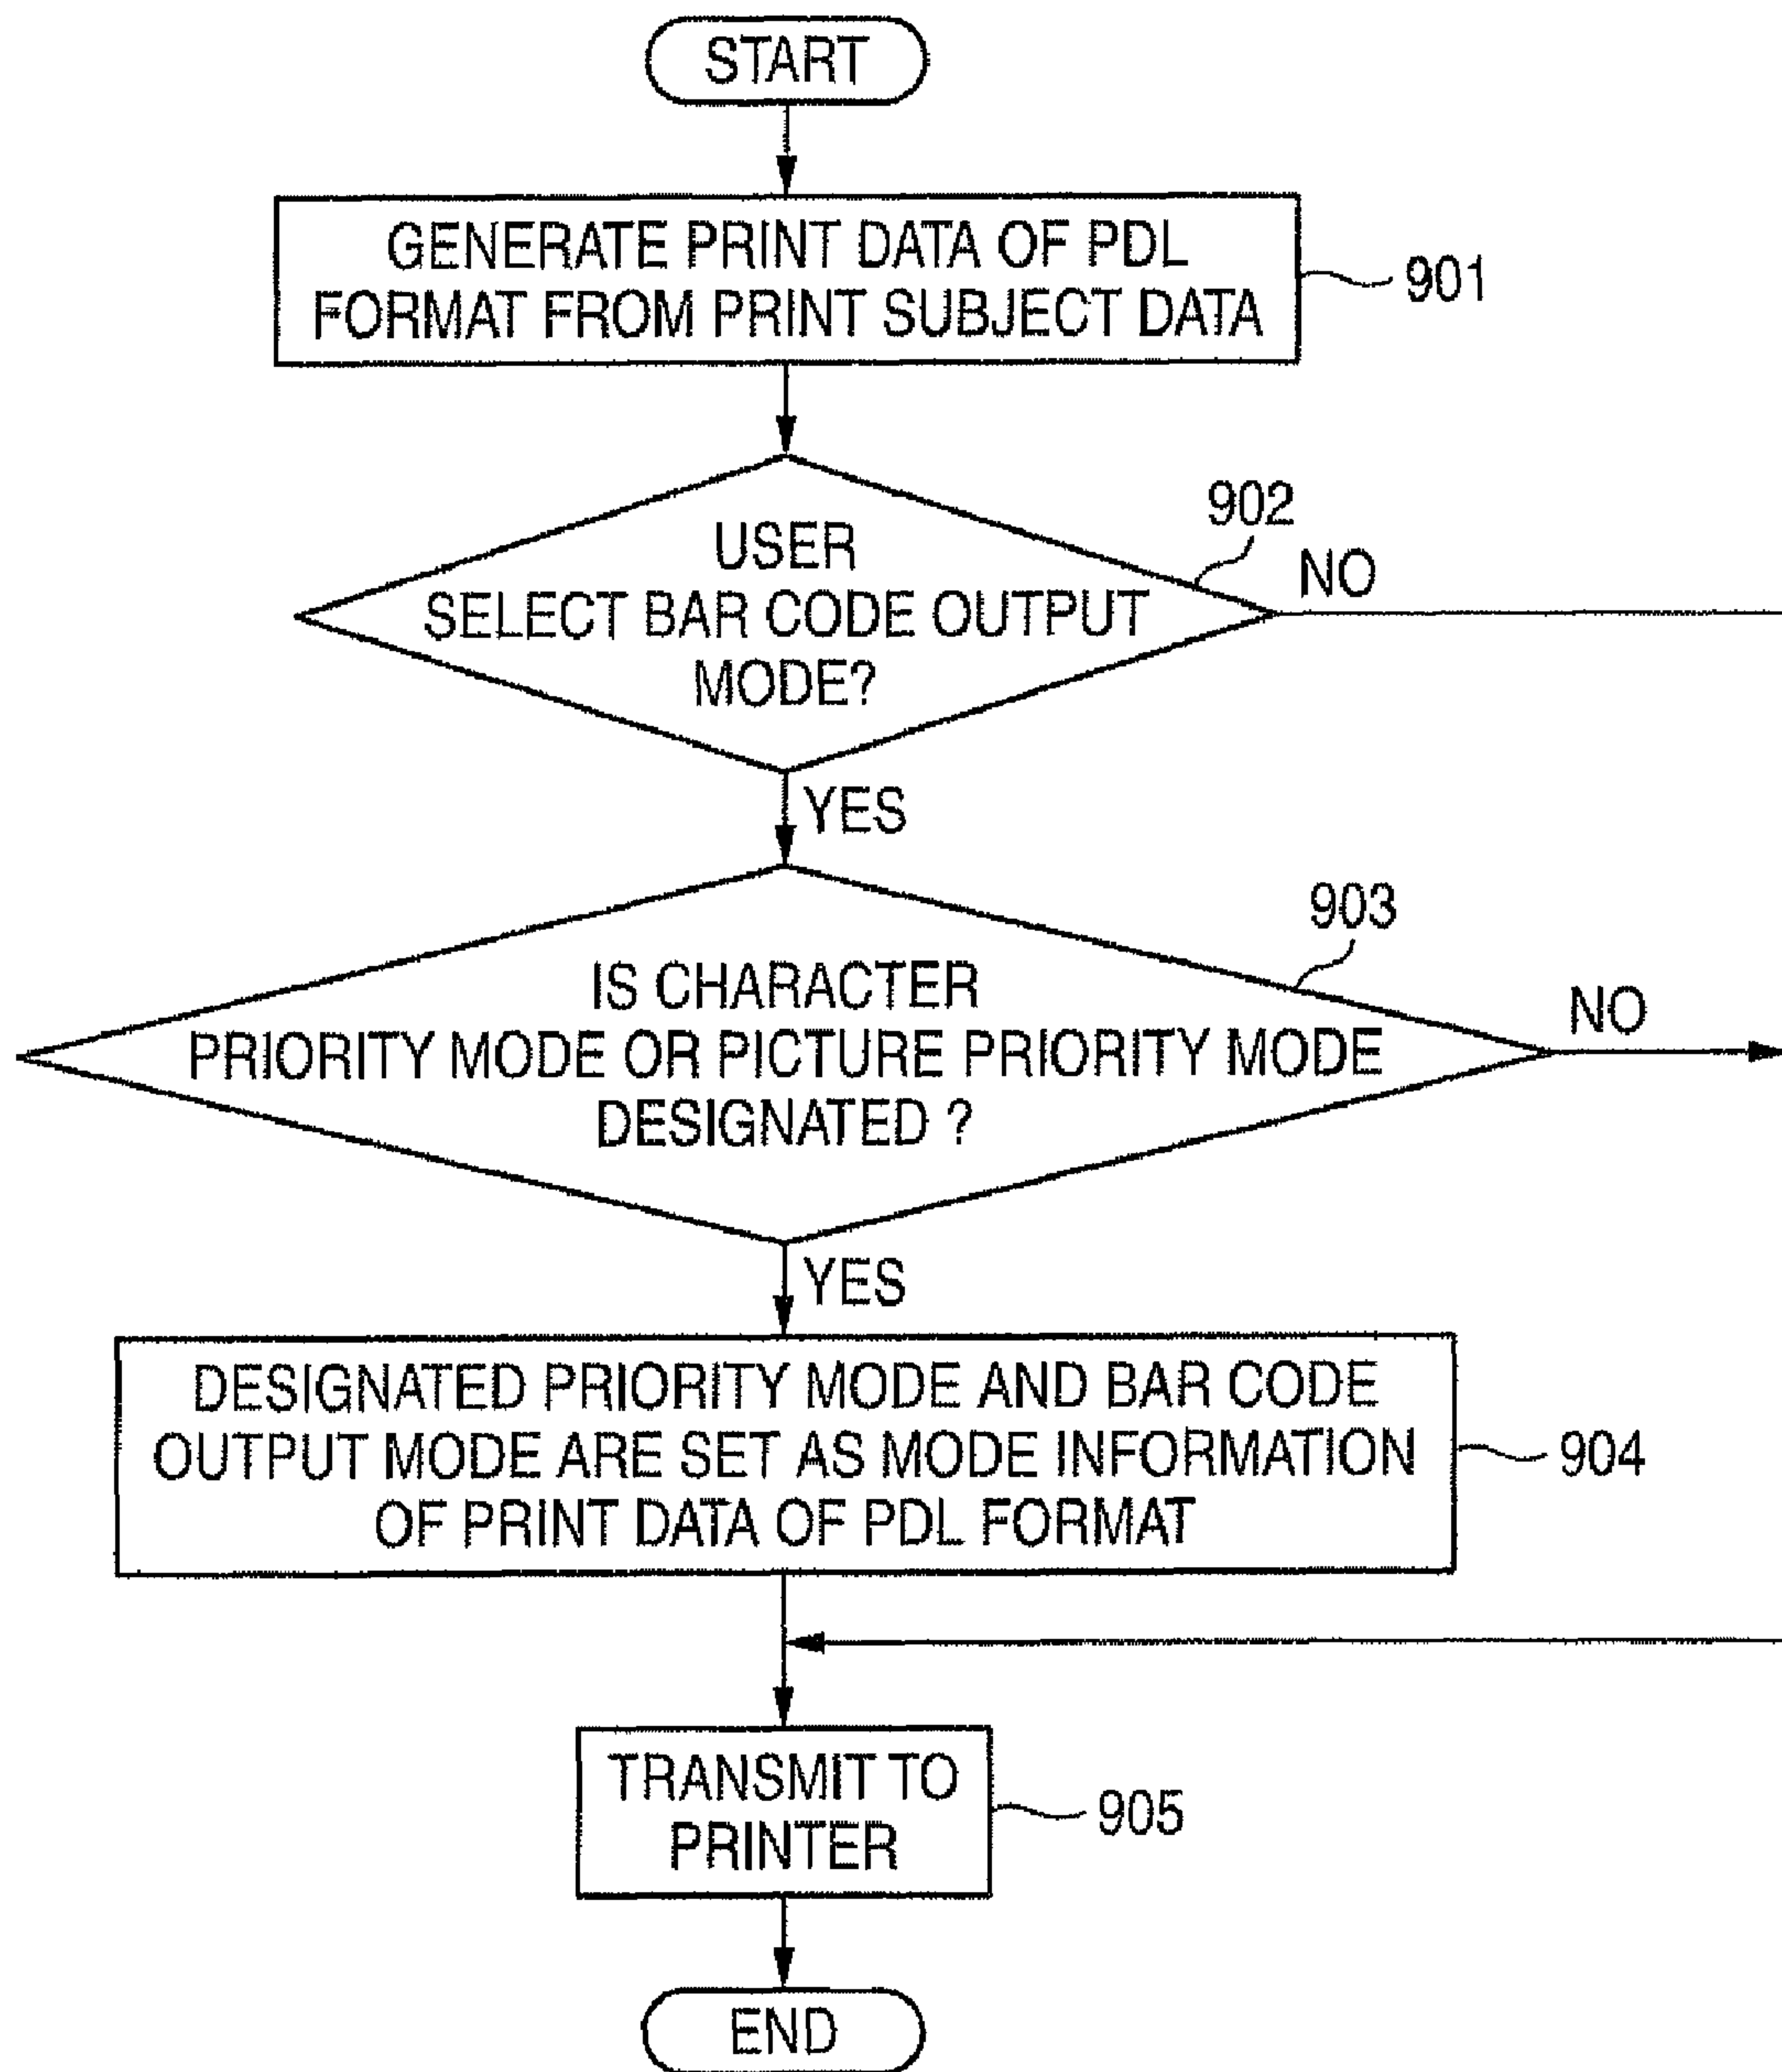 START
GENERATE PRINT DATA OF PDL
FORMAT FROM PRINT SUBJECT DATA
901
902
USER
SELECT BAR CODE OUTPUT
MODE?
NO
YES
903
IS CHARACTER
PRIORITY MODE OR PICTURE PRIORITY MODE
DESIGNATED ?
NO
YES
DESIGNATED PRIORITY MODE AND BAR CODE
OUTPUT MODE ARE SET AS MODE INFORMATION
OF PRINT DATA OF PDL FORMAT
904
TRANSMIT TO
PRINTER
905
END